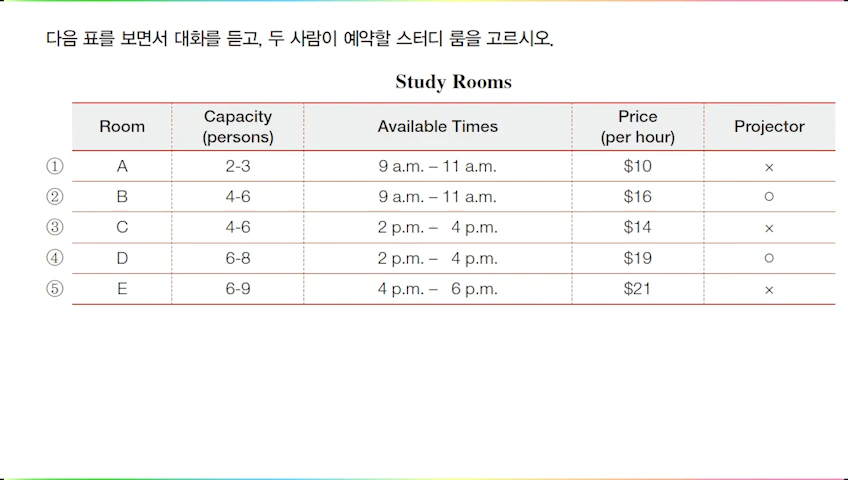 다음 표를 보면서 대화를 듣고, 두 사람이 예약할 스터디 룸을 고르시오.
Study Rooms
Room Capacity (persons) Available Times Price (per hour) Projector
① A 2-3 9 a.m. – 11 a.m. $10 ×
② B 4-6 9 a.m. – 11 a.m. $16 ○
③ C 4-6 2 p.m. – 4 p.m. $14 ×
④ D 6-8 2 p.m. – 4 p.m. $19 ○
⑤ E 6-9 4 p.m. – 6 p.m. $21 ×